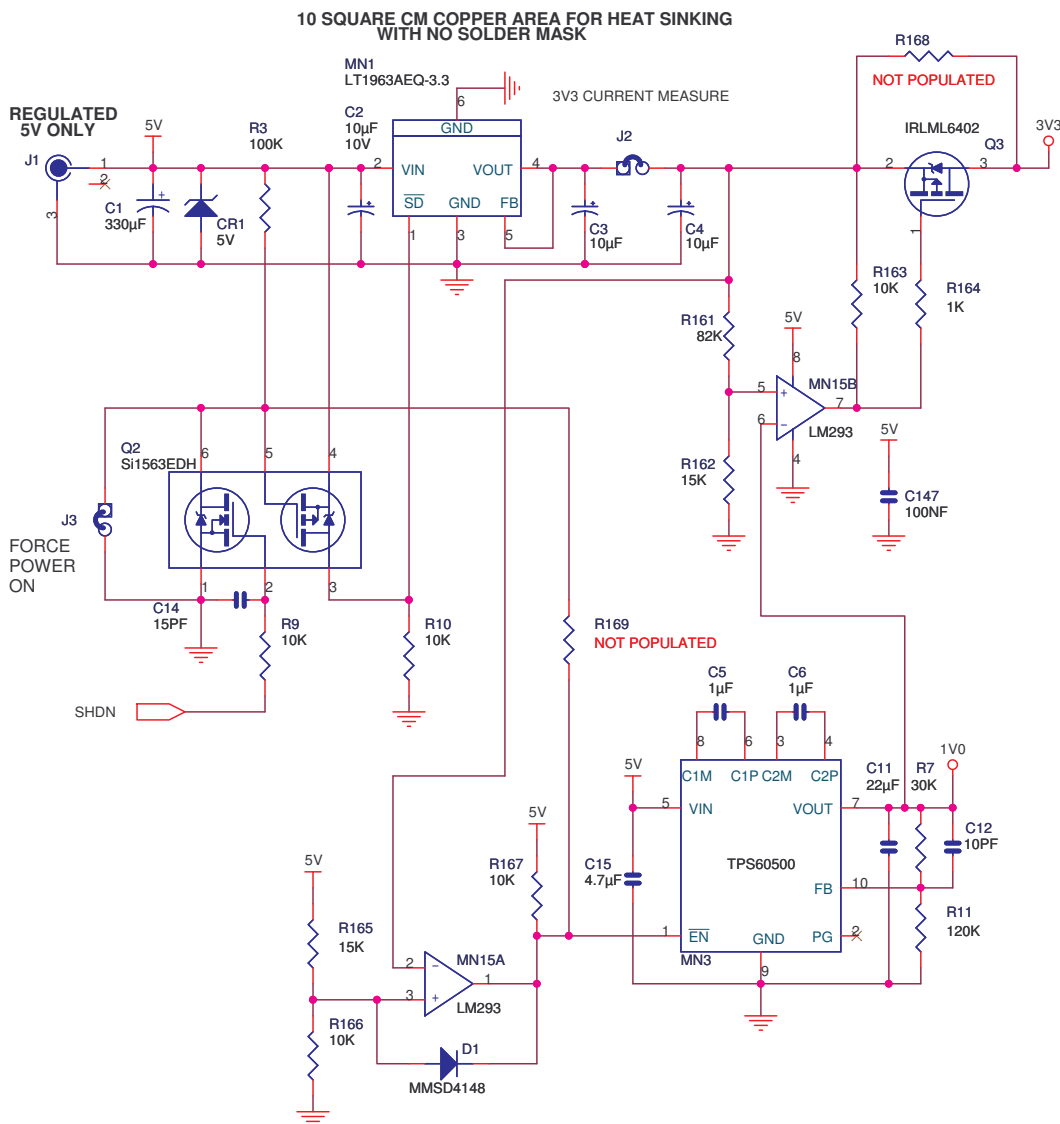 10 SQUARE CM COPPER AREA FOR HEAT SINKING
WITH NO SOLDER MASK
R168
NOT POPULATED
MN1
LT1963AEQ-3.3
3V3 CURRENT MEASURE
REGULATED
5V ONLY
5V
R3
100K
C2
10µF
10V
6
GND
J2
IRLML6402
Q3
3V3
J1
1
2
3
2
VIN
VOUT
4
2
3
1
C1
330µF
CR1
5V
SD
GND
FB
1
3
5
C3
10µF
C4
10µF
R163
10K
R164
1K
R161
82K
5V
8
MN15B
5
+
6
−
7
LM293
4
5V
Q2
Si1563EDH
6
5
4
R162
15K
C147
100NF
J3
FORCE
POWER
ON
1
2
3
C14
15PF
R9
10K
R10
10K
R169
NOT POPULATED
SHDN
C5
1µF
C6
1µF
8
6
3
4
C1M
C1P
C2M
C2P
5V
5
VIN
VOUT
7
C11
22µF
R7
30K
1V0
C12
10PF
C15
4.7µF
TPS60500
FB
10
R11
120K
5V
R167
10K
5V
1
EN
GND
PG
2
MN3
9
R165
15K
MN15A
2
−
1
3
+
LM293
R166
10K
D1
MMSD4148